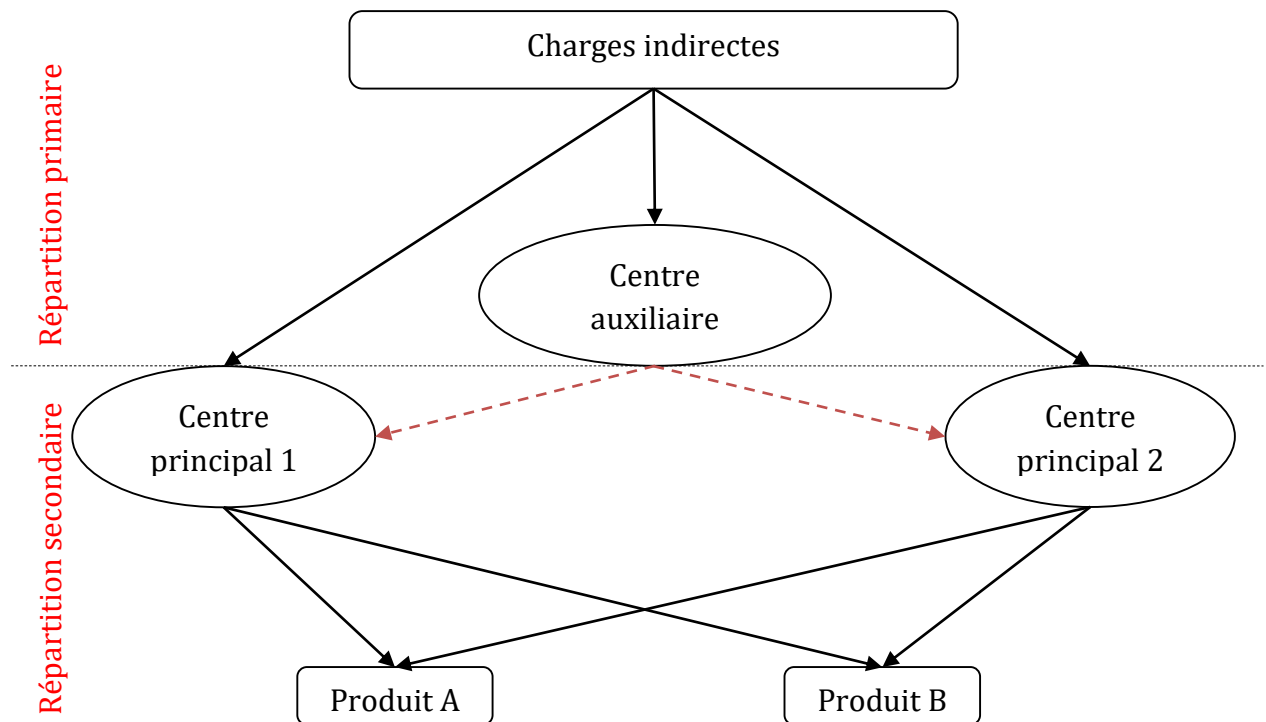 Charges indirectes
Répartition primaire
Centre
auxiliaire
Centre
principal 1
Centre
principal 2
Répartition secondaire
Produit A
Produit B